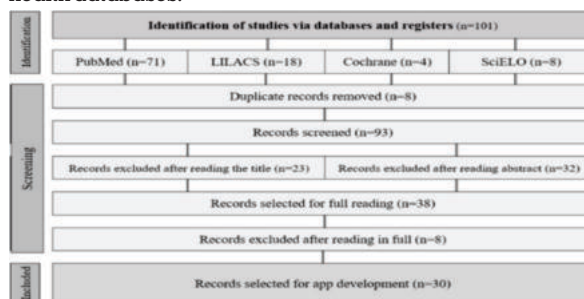 health databases.
Identification
Identification of studies via databases and registers (n=101)
PubMed (n=71)
LILACS (n=18)
Cochrane (n=4)
SciELO (n=8)
Screening
Duplicate records removed (n=8)
Records screened (n=93)
Records excluded after reading the title (n=23)
Records excluded after reading abstract (n=32)
Records selected for full reading (n=38)
Records excluded after reading in full (n=8)
Included
Records selected for app development (n=30)